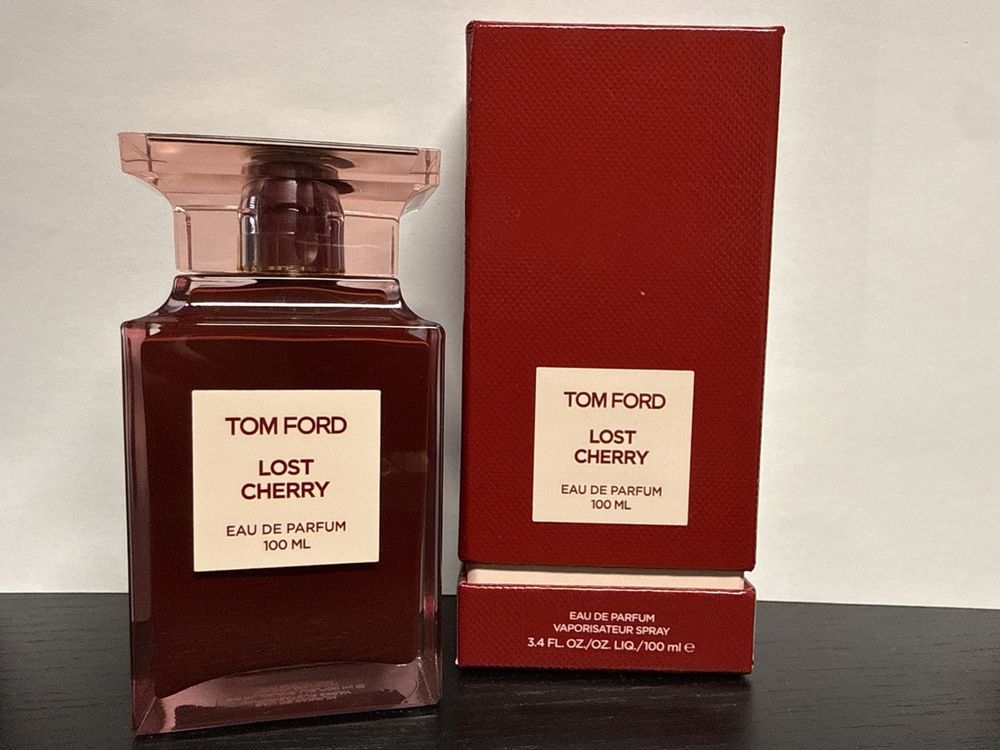 TOM FORD
LOST
CHERRY
EAU DE PARFUM
100 ML
TOM FORD
LOST
CHERRY
EAU DE PARFUM
100 ML
EAU DE PARFUM
VAPORISATEUR SPRAY
3.4 FL. OZ./OZ. LIQ./100 ml ℮